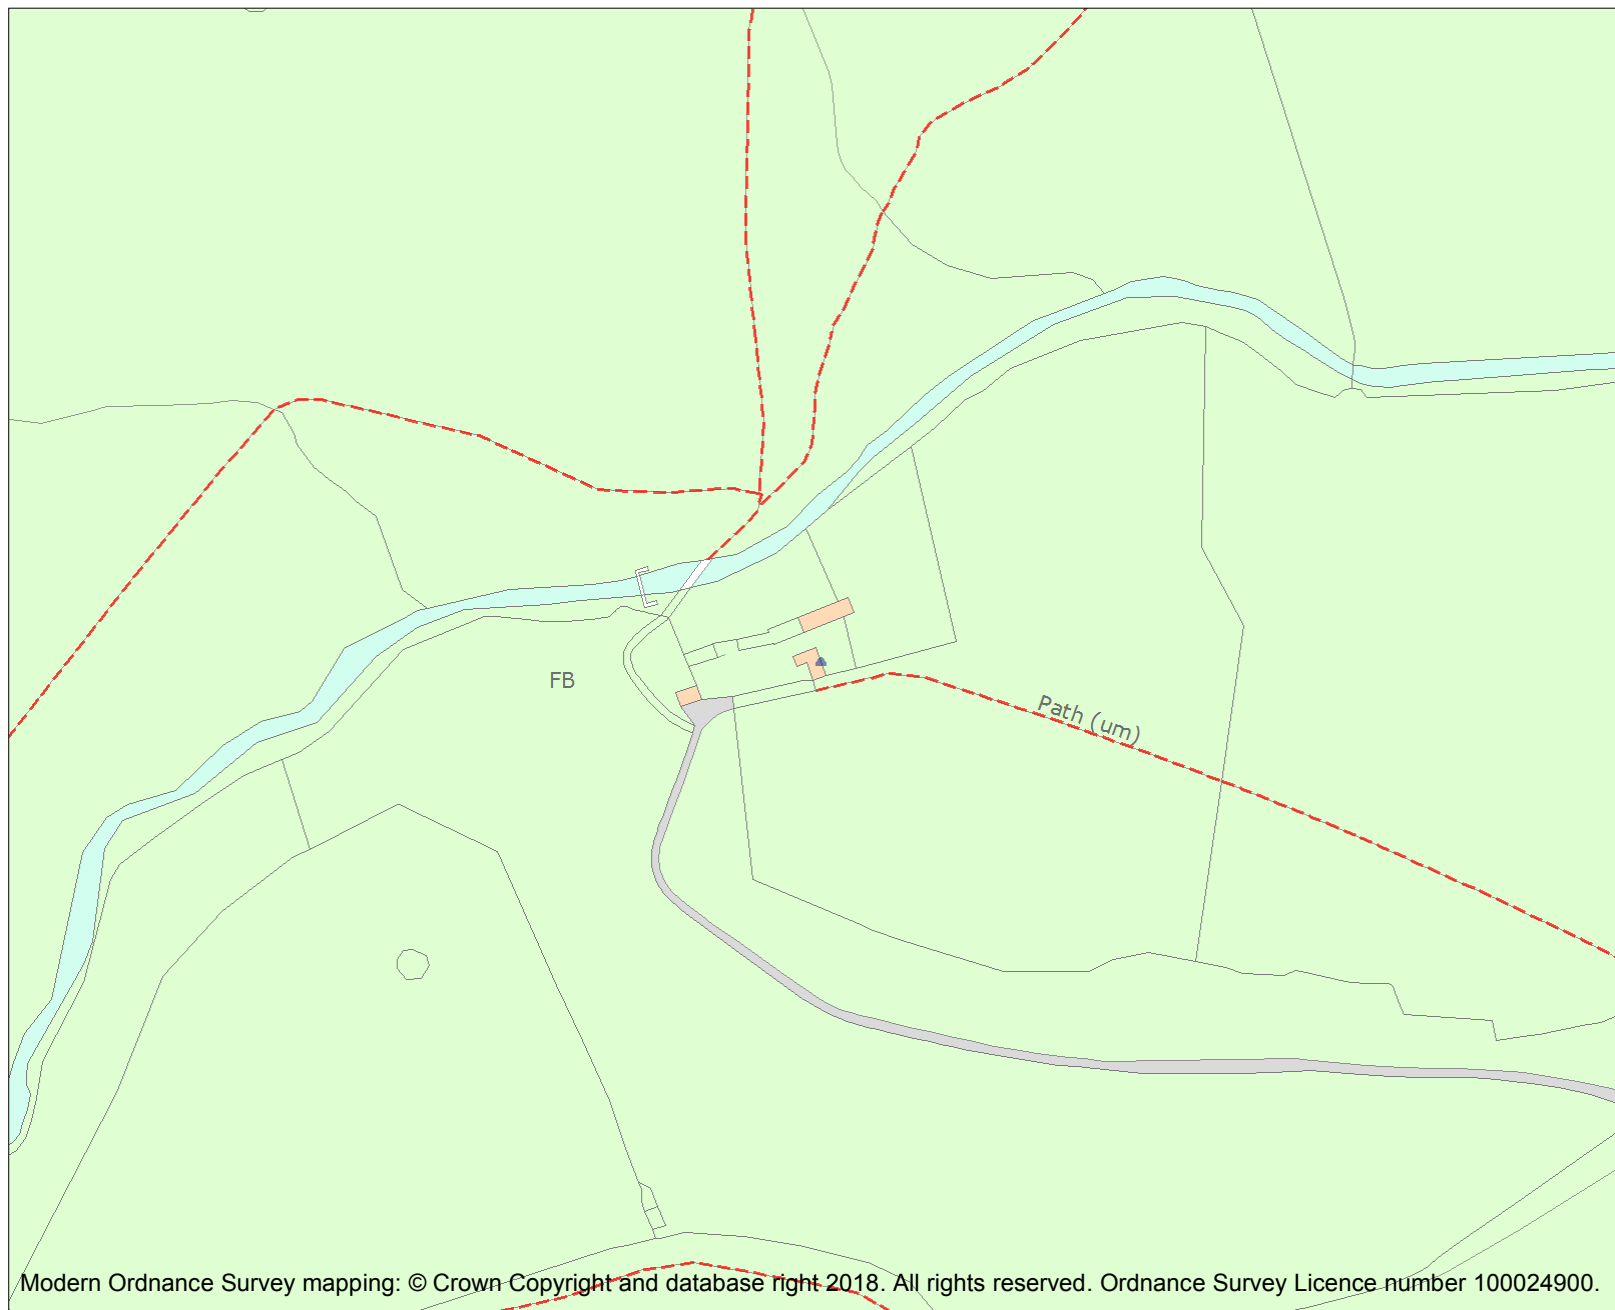 FB
Path (um)
Modern Ordnance Survey mapping: © Crown Copyright and database right 2018. All rights reserved. Ordnance Survey Licence number 100024900.